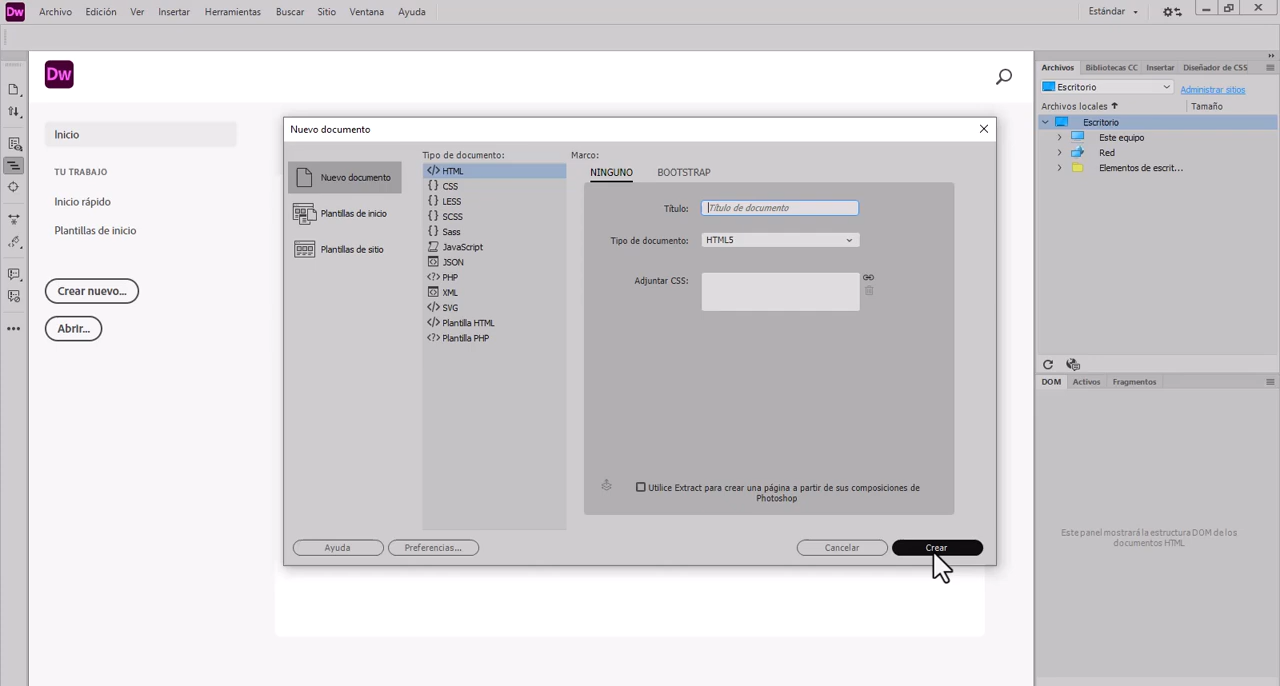 Dw Archivo Edición Ver Insertar Herramientas Buscar Sitio Ventana Ayuda Estándar
Dw
Inicio
TU TRABAJO
Inicio rápido
Plantillas de inicio
Crear nuevo...
Abrir...
Nuevo documento
Nuevo documento
Plantillas de inicio
Plantillas de sitio
Tipo de documento:
</> HTML
{ } CSS
{ } LESS
{ } SCSS
{ } Sass
JavaScript
JSON
<?> PHP
XML
SVG
</> Plantilla HTML
<?> Plantilla PHP
Marco:
NINGUNO BOOTSTRAP
Título: Título de documento
Tipo de documento: HTML5
Adjuntar CSS:
Utilice Extract para crear una página a partir de sus composiciones de
Photoshop
Ayuda Preferencias... Cancelar Crear
Archivos Bibliotecas CC Insertar Diseñador de CSS
Escritorio Administrar sitios
Archivos locales Tamaño
Escritorio
Este equipo
Red
Elementos de escrit...
DOM Activos Fragmentos
Este panel mostrará la estructura DOM de los
documentos HTML